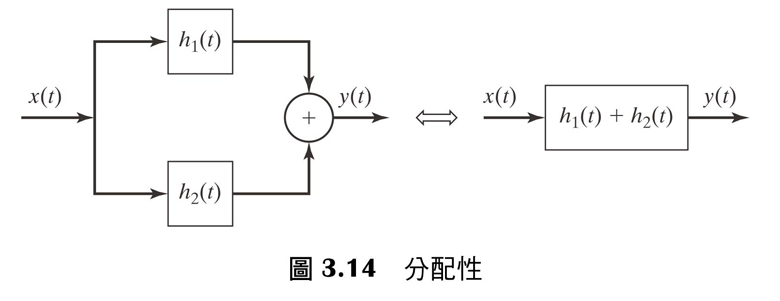 h₁(t)
x(t)
+
y(t)
h₂(t)
x(t)
h₁(t) + h₂(t)
y(t)
圖 3.14 分配性